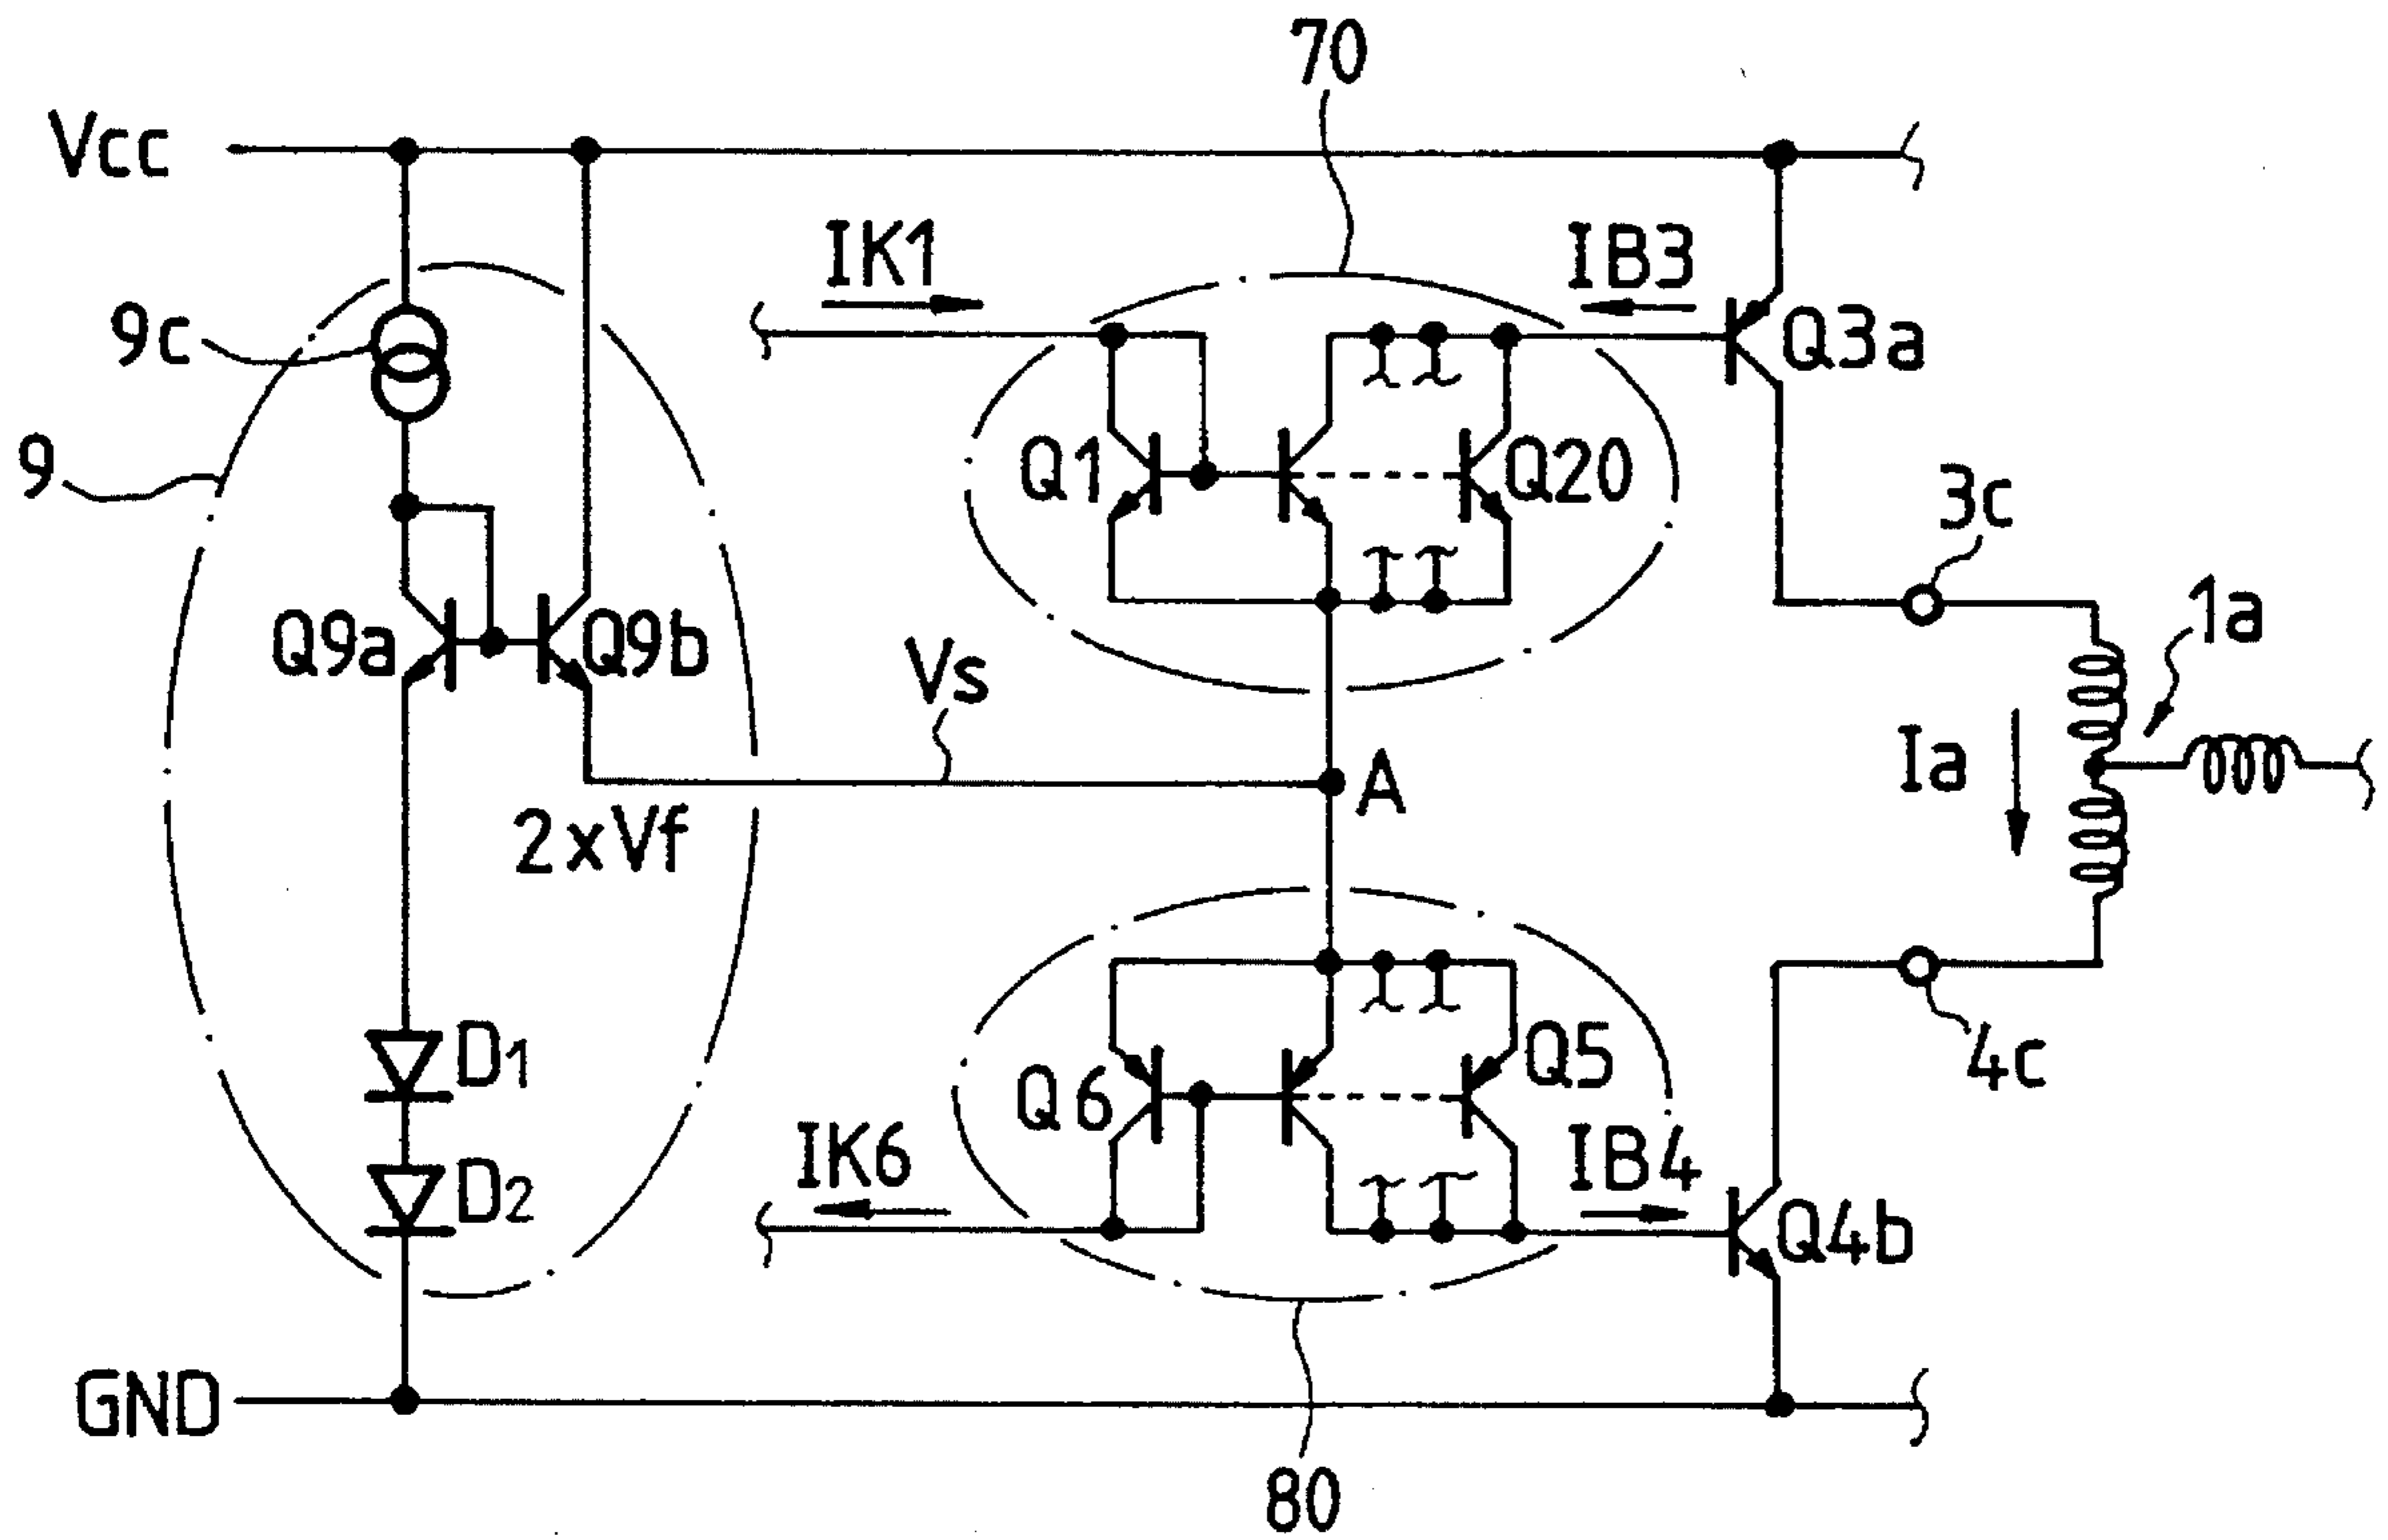 70
Vcc
IK1
IB3
9c
Q3a
9
Q1
Q20
3c
Q9a
Q9b
Vs
1a
A
Ia
2xVf
D1
Q6
Q5
4c
IK6
IB4
D2
Q4b
GND
80